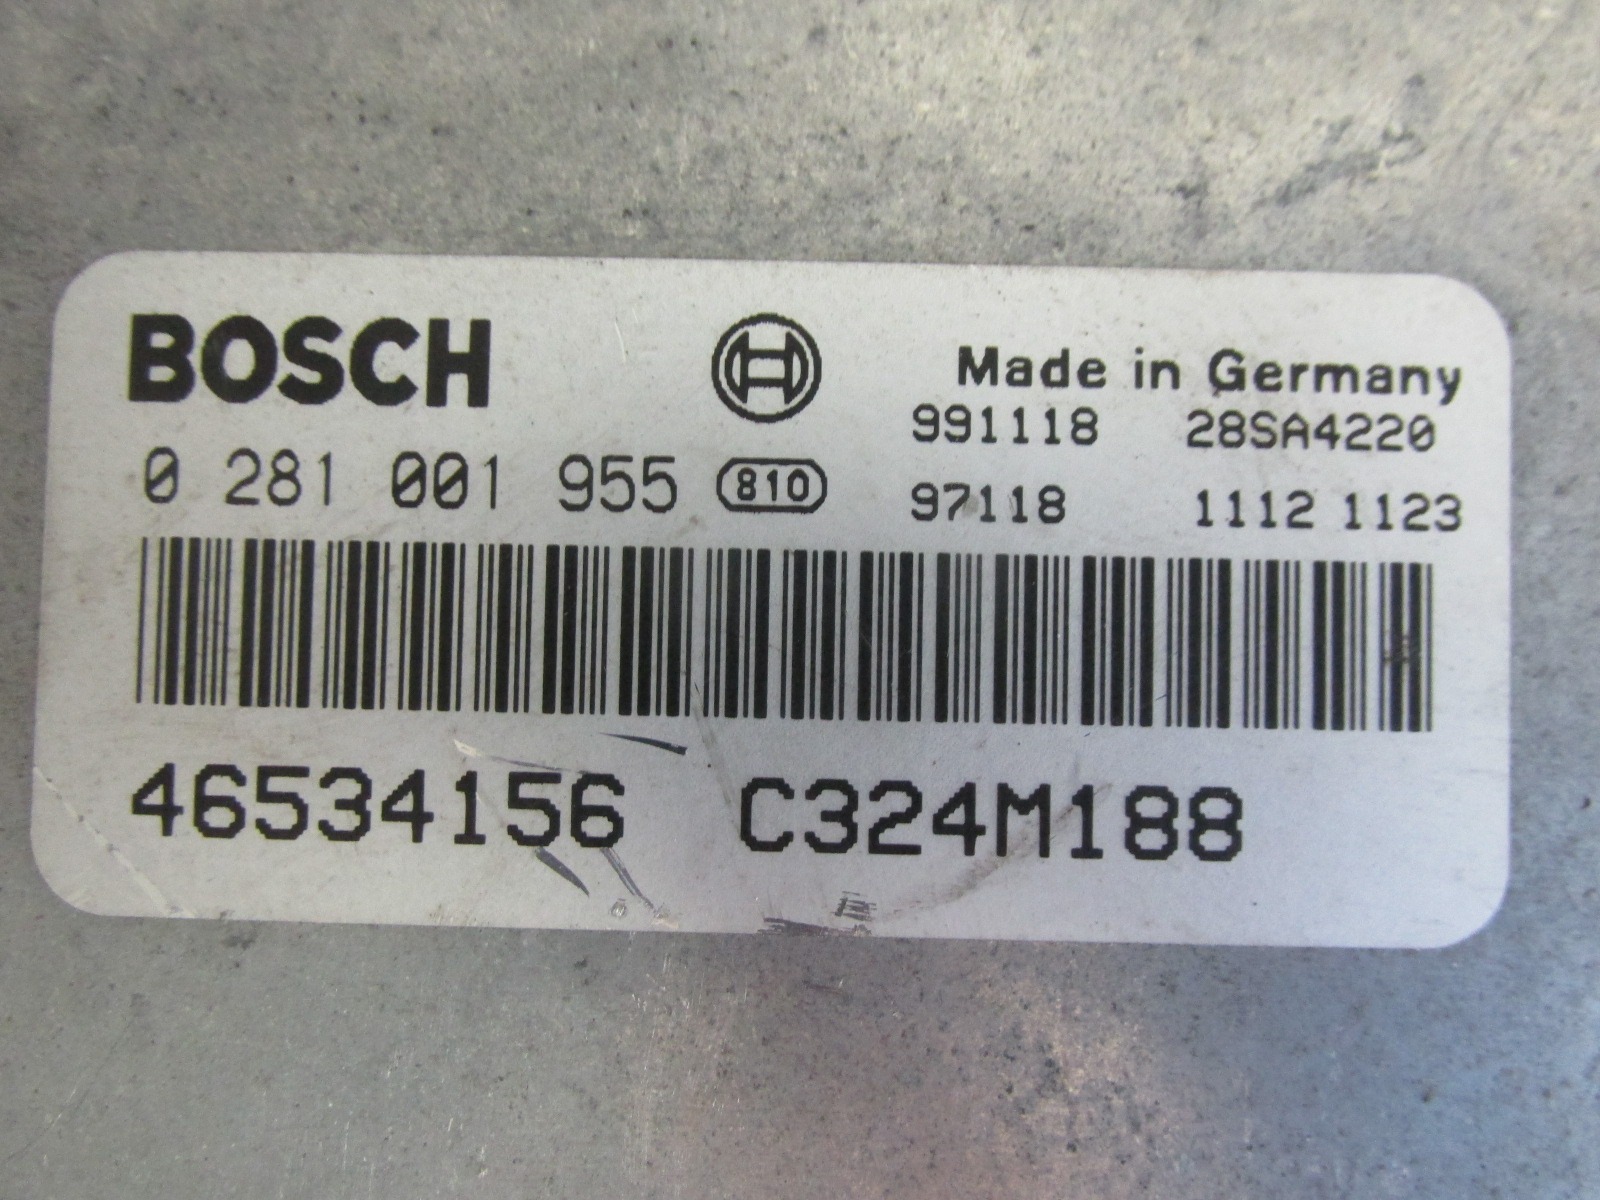 BOSCH
Made in Germany
991118 28SA4220
0 281 001 955 810
97118 1112 1123
46534156 C324M188